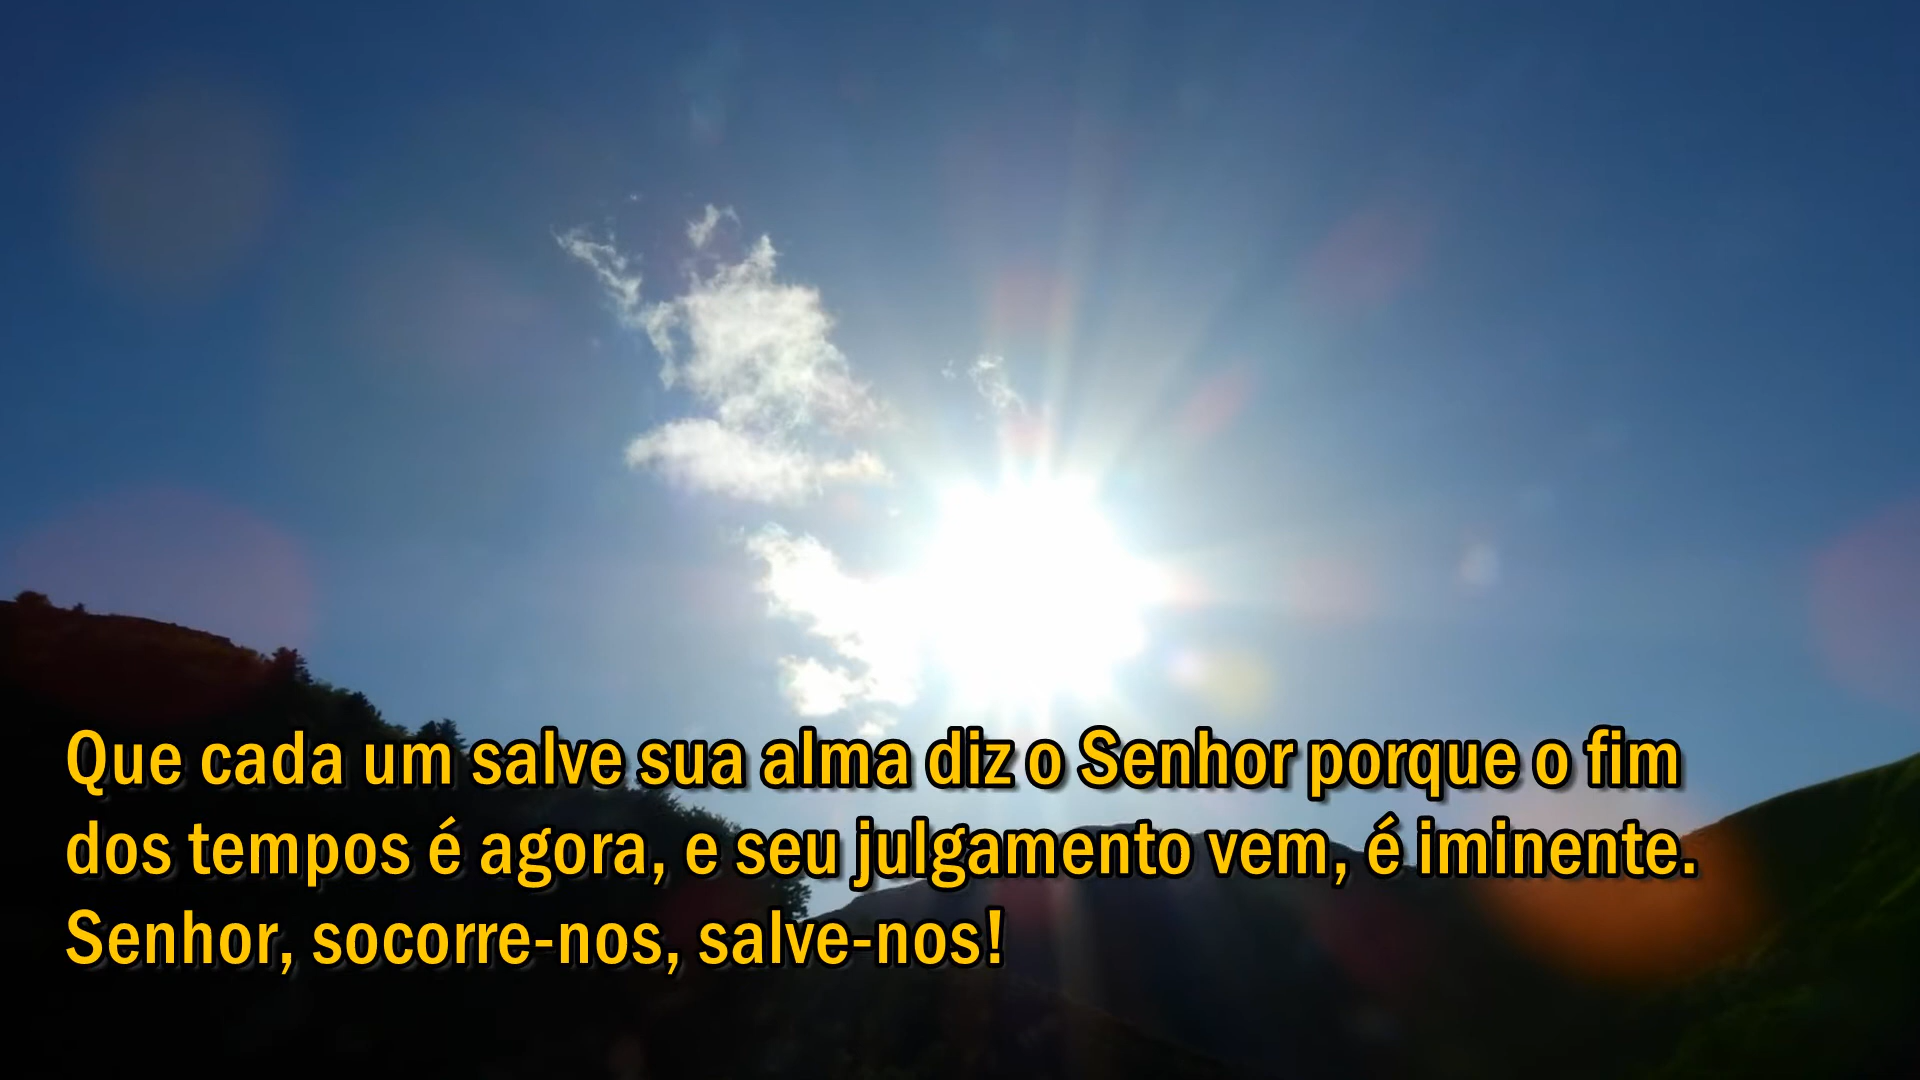 Que cada um salve sua alma diz o Senhor porque o fim
dos tempos é agora, e seu julgamento vem, é iminente.
Senhor, socorre-nos, salve-nos!